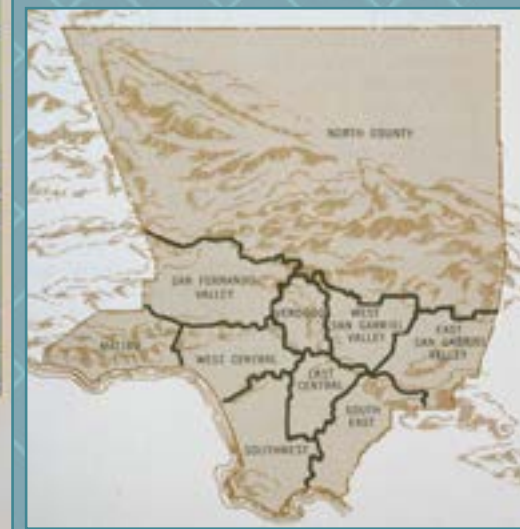 NORTH COUNTY
SAN FERNANDO
VALLEY
VERDUGO
WEST
SAN GABRIEL
VALLEY
EAST
SAN GABRIEL
VALLEY
MALIBU
WEST CENTRAL
EAST
CENTRAL
SOUTH
EAST
SOUTHWEST